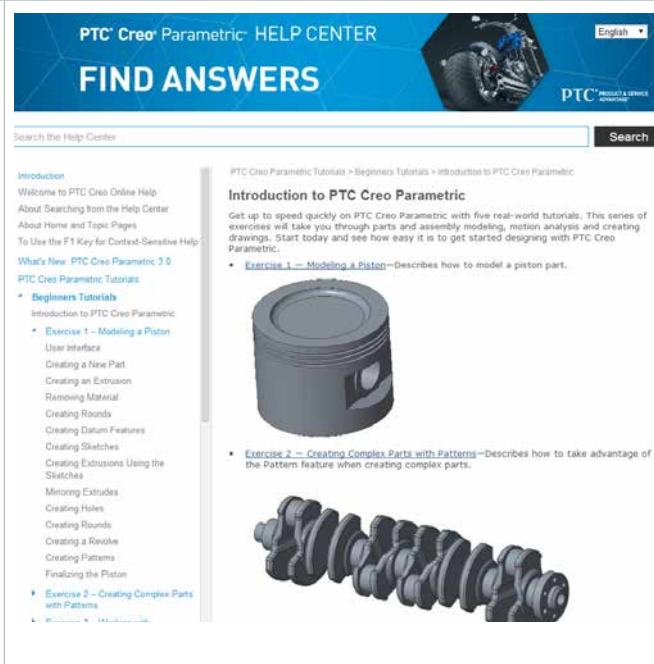 PTC® Creo® Parametric™ HELP CENTER
English
FIND ANSWERS
PTC® PRODUCT & SERVICE
ADVANTAGE®
Search the Help Center
Search
Introduction
Welcome to PTC Creo Online Help
About Searching from the Help Center
About Home and Topic Pages
To Use the F1 Key for Context-Sensitive Help
What's New: PTC Creo Parametric 3.0
PTC Creo Parametric Tutorials
Beginners Tutorials
Introduction to PTC Creo Parametric
Exercise 1 – Modeling a Piston
User Interface
Creating a New Part
Creating an Extrusion
Removing Material
Creating Rounds
Creating Datum Features
Creating Sketches
Creating Extrusions Using the
Sketches
Mirroring Extrudes
Creating Holes
Creating Rounds
Creating a Revolve
Creating Patterns
Finalizing the Piston
Exercise 2 – Creating Complex Parts
with Patterns
PTC Creo Parametric Tutorials > Beginners Tutorials > Introduction to PTC Creo Parametric
Introduction to PTC Creo Parametric
Get up to speed quickly on PTC Creo Parametric with five real-world tutorials. This series of
exercises will take you through parts and assembly modeling, motion analysis and creating
drawings. Start today and see how easy it is to get started designing with PTC Creo
Parametric.
• Exercise 1 — Modeling a Piston—Describes how to model a piston part.
• Exercise 2 — Creating Complex Parts with Patterns—Describes how to take advantage of
the Pattern feature when creating complex parts.